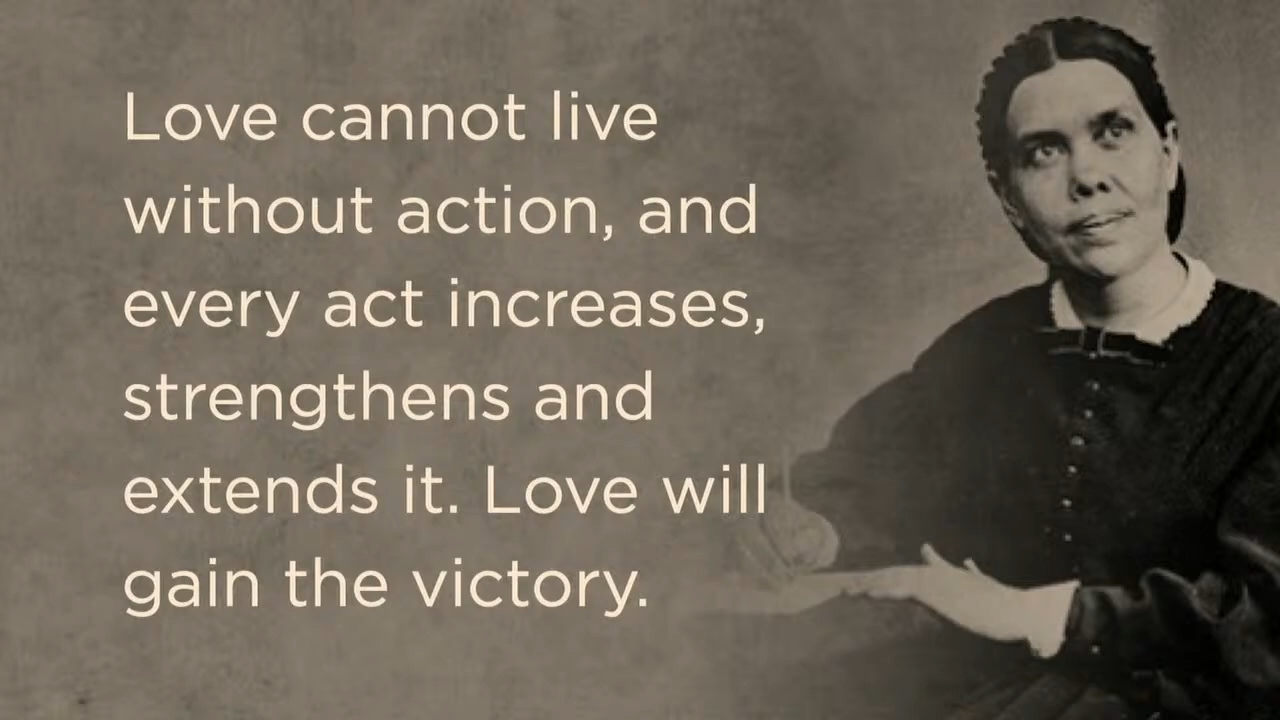 Love cannot live
without action, and
every act increases,
strengthens and
extends it. Love will
gain the victory.